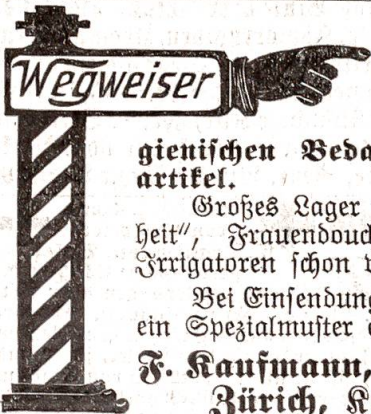 Wegweiser
gienischen Beda
artikel.
Großes Lager
heit“, Frauendouch
Irrigatoren schon v
Bei Einsendung
ein Spezialmuster
F. Kaufmann,
Zürich, K